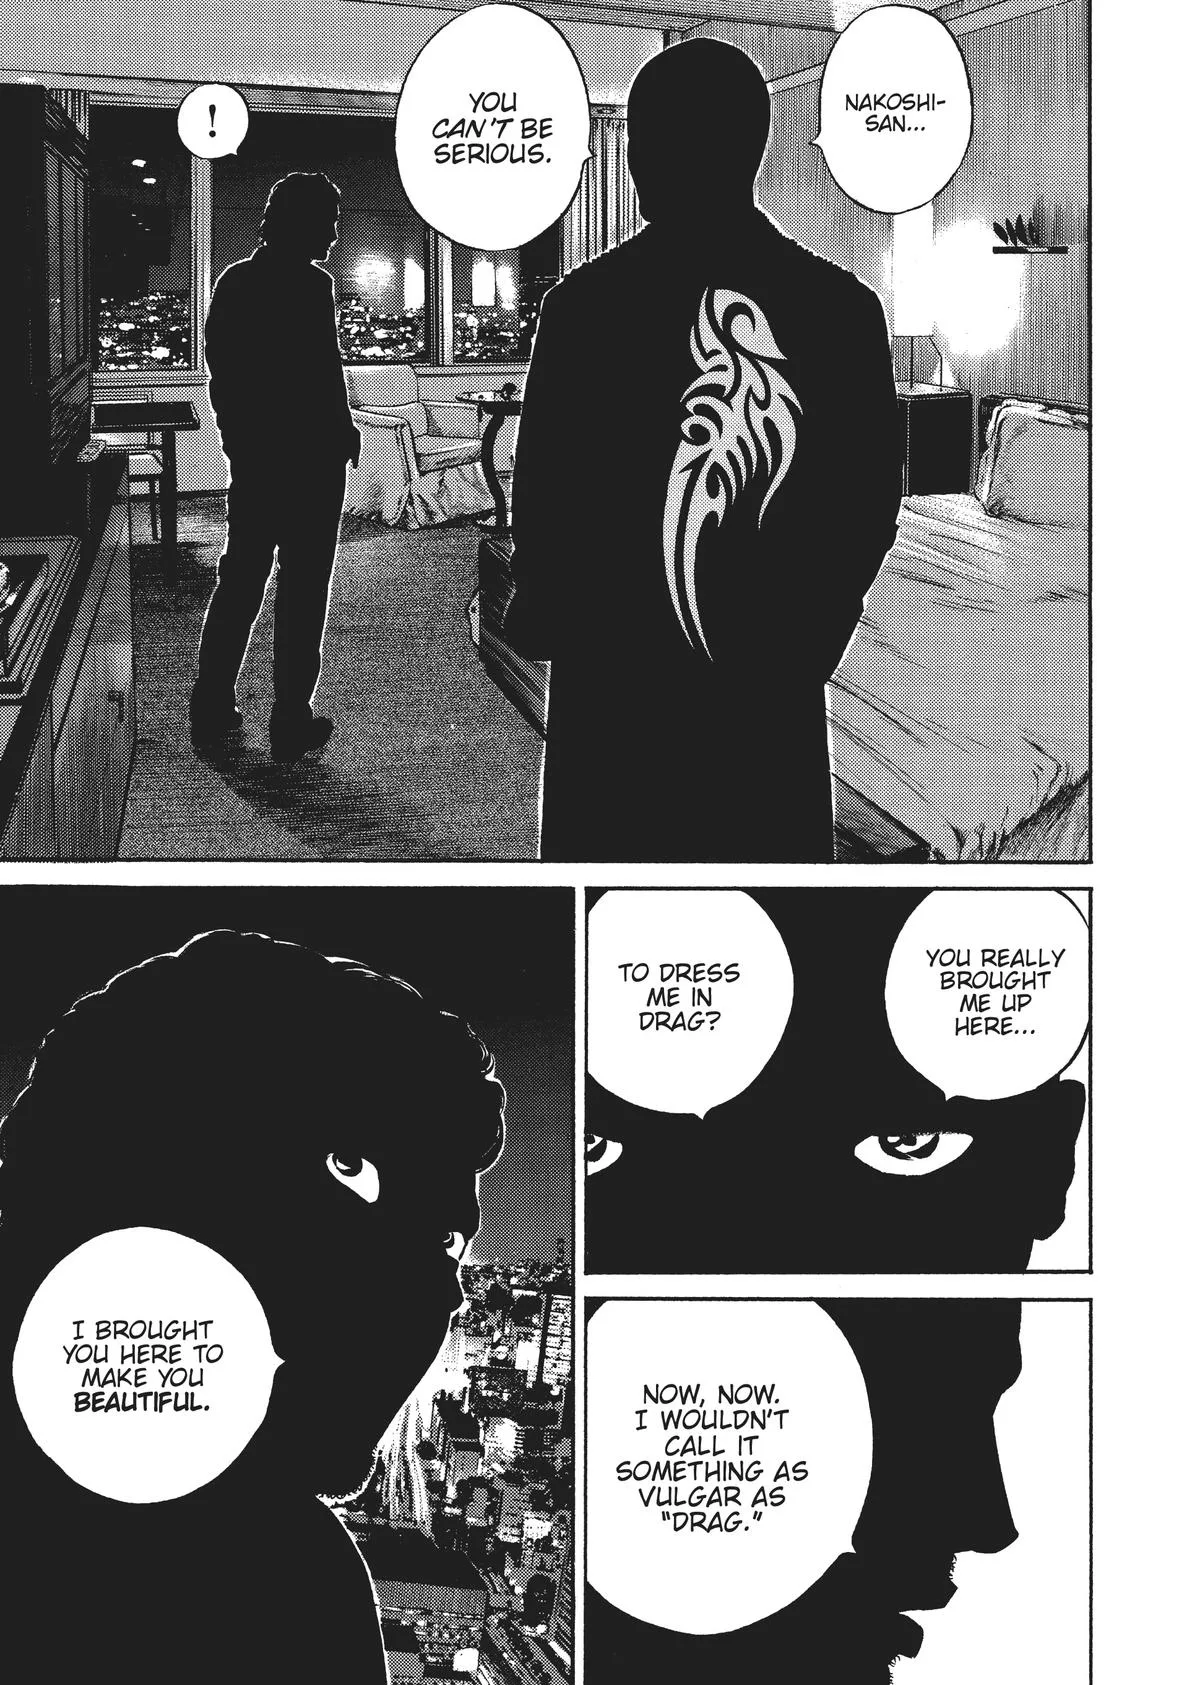 NAKOSHI-
SAN...
YOU
CAN'T BE
SERIOUS.
!
YOU REALLY
BROUGHT
ME UP
HERE...
TO DRESS
ME IN
DRAG?
NOW, NOW.
I WOULDN'T
CALL IT
SOMETHING AS
VULGAR AS
"DRAG."
I BROUGHT
YOU HERE TO
MAKE YOU
BEAUTIFUL.